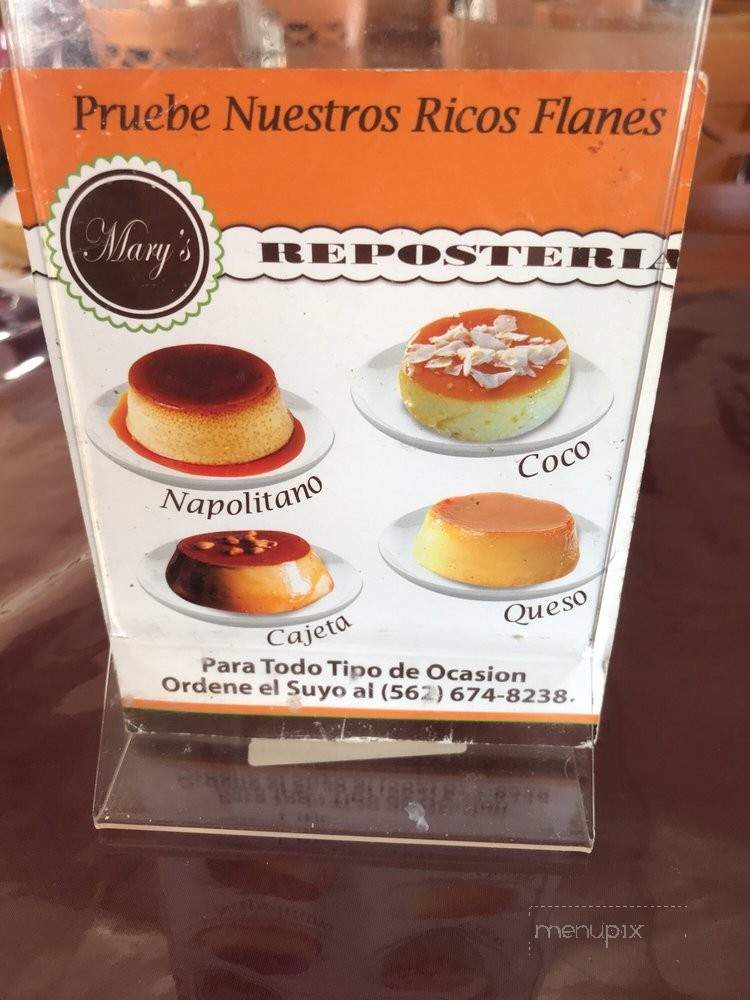 Pruebe Nuestros Ricos Flanes
Mary's
REPOSTERIA
Napolitano
Coco
Cajeta
Queso
Para Todo Tipo de Ocasion
Ordene el Suyo al (562) 674-8238.
menupix